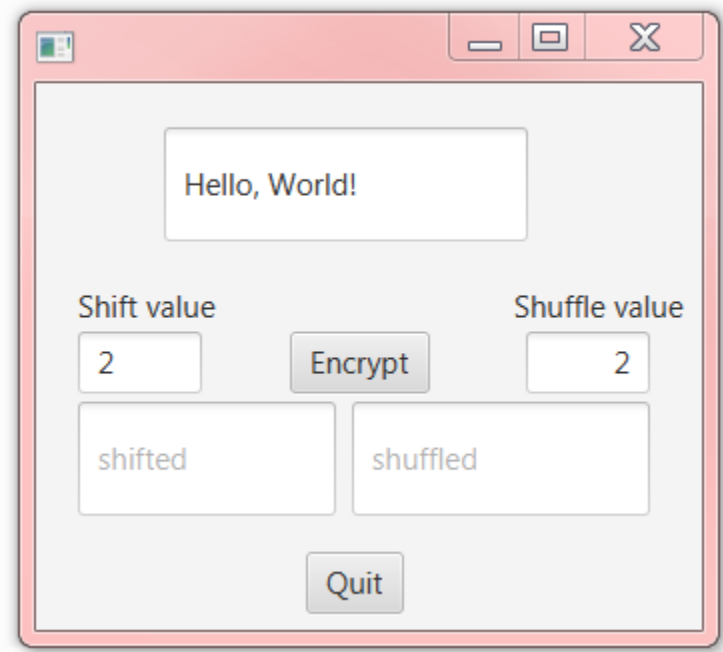 Hello, World!
Shift value Shuffle value
2 Encrypt 2
shifted shuffled
Quit